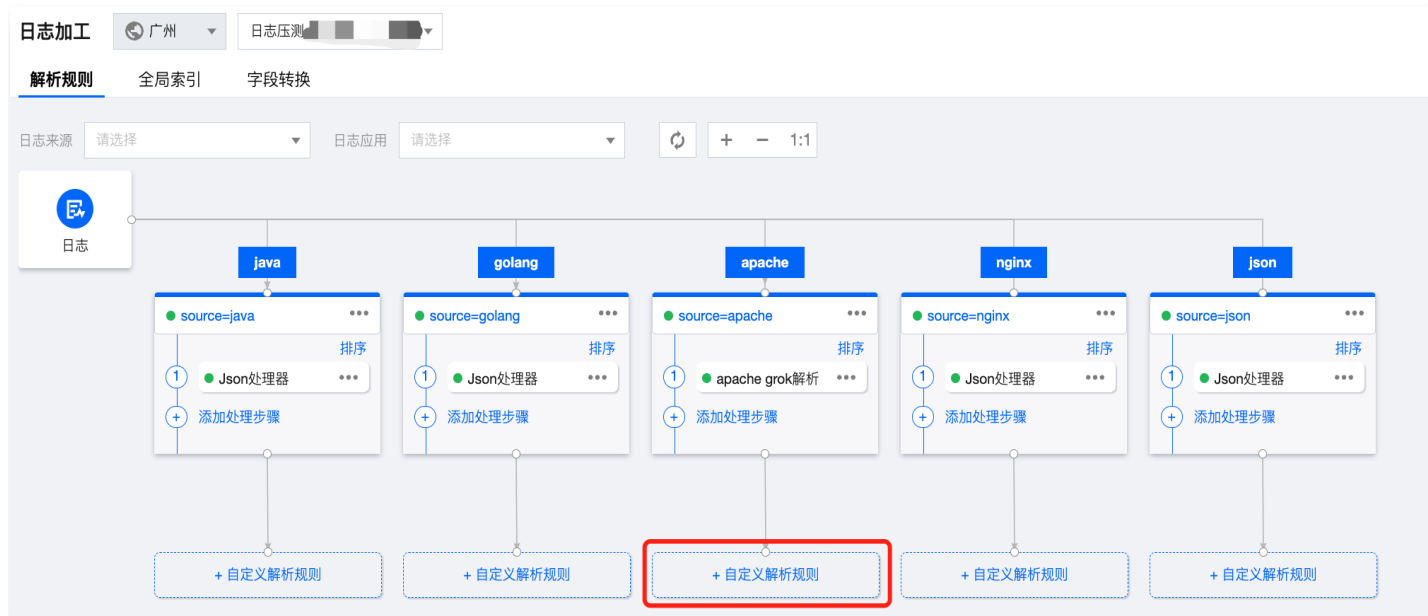 日志加工 广州 日志压测
解析规则 全局索引 字段转换
日志来源 请选择 日志应用 请选择 + − 1:1
日志
java golang apache nginx json
source=java ••• source=golang ••• source=apache ••• source=nginx ••• source=json •••
排序 排序 排序 排序 排序
1 Json处理器 ••• 1 Json处理器 ••• 1 apache grok解析 ••• 1 Json处理器 ••• 1 Json处理器 •••
+ 添加处理步骤 + 添加处理步骤 + 添加处理步骤 + 添加处理步骤 + 添加处理步骤
+ 自定义解析规则 + 自定义解析规则 + 自定义解析规则 + 自定义解析规则 + 自定义解析规则